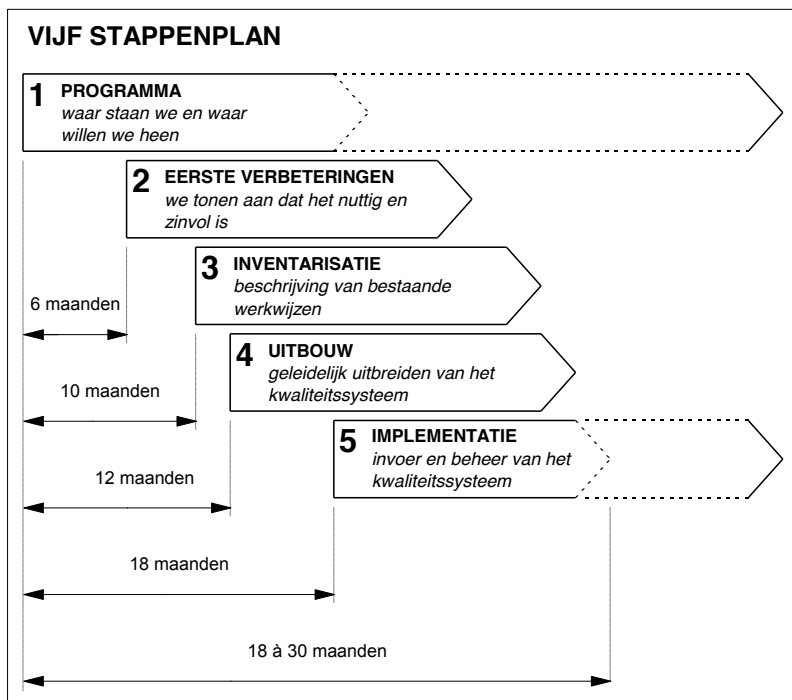 VIJF STAPPENPLAN
1 PROGRAMMA
waar staan we en waar
willen we heen
2 EERSTE VERBETERINGEN
we tonen aan dat het nuttig en
zinvol is
3 INVENTARISATIE
beschrijving van bestaande
werkwijzen
6 maanden
4 UITBOUW
geleidelijk uitbreiden van het
kwaliteitssysteem
10 maanden
5 IMPLEMENTATIE
invoer en beheer van het
kwaliteitssysteem
12 maanden
18 maanden
18 à 30 maanden